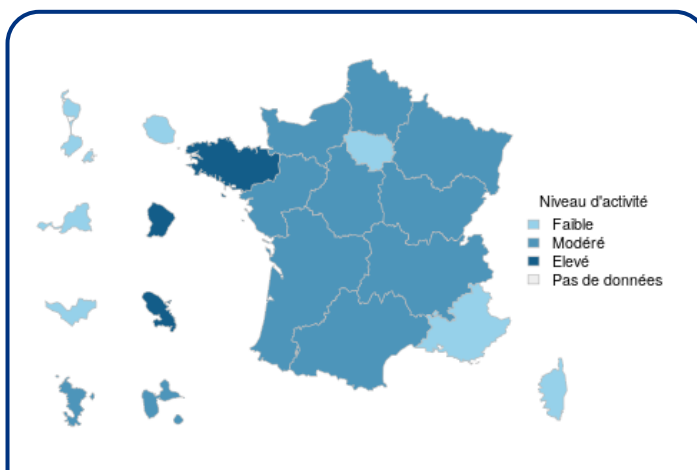 Niveau d'activité
Faible
Modéré
Elevé
Pas de données